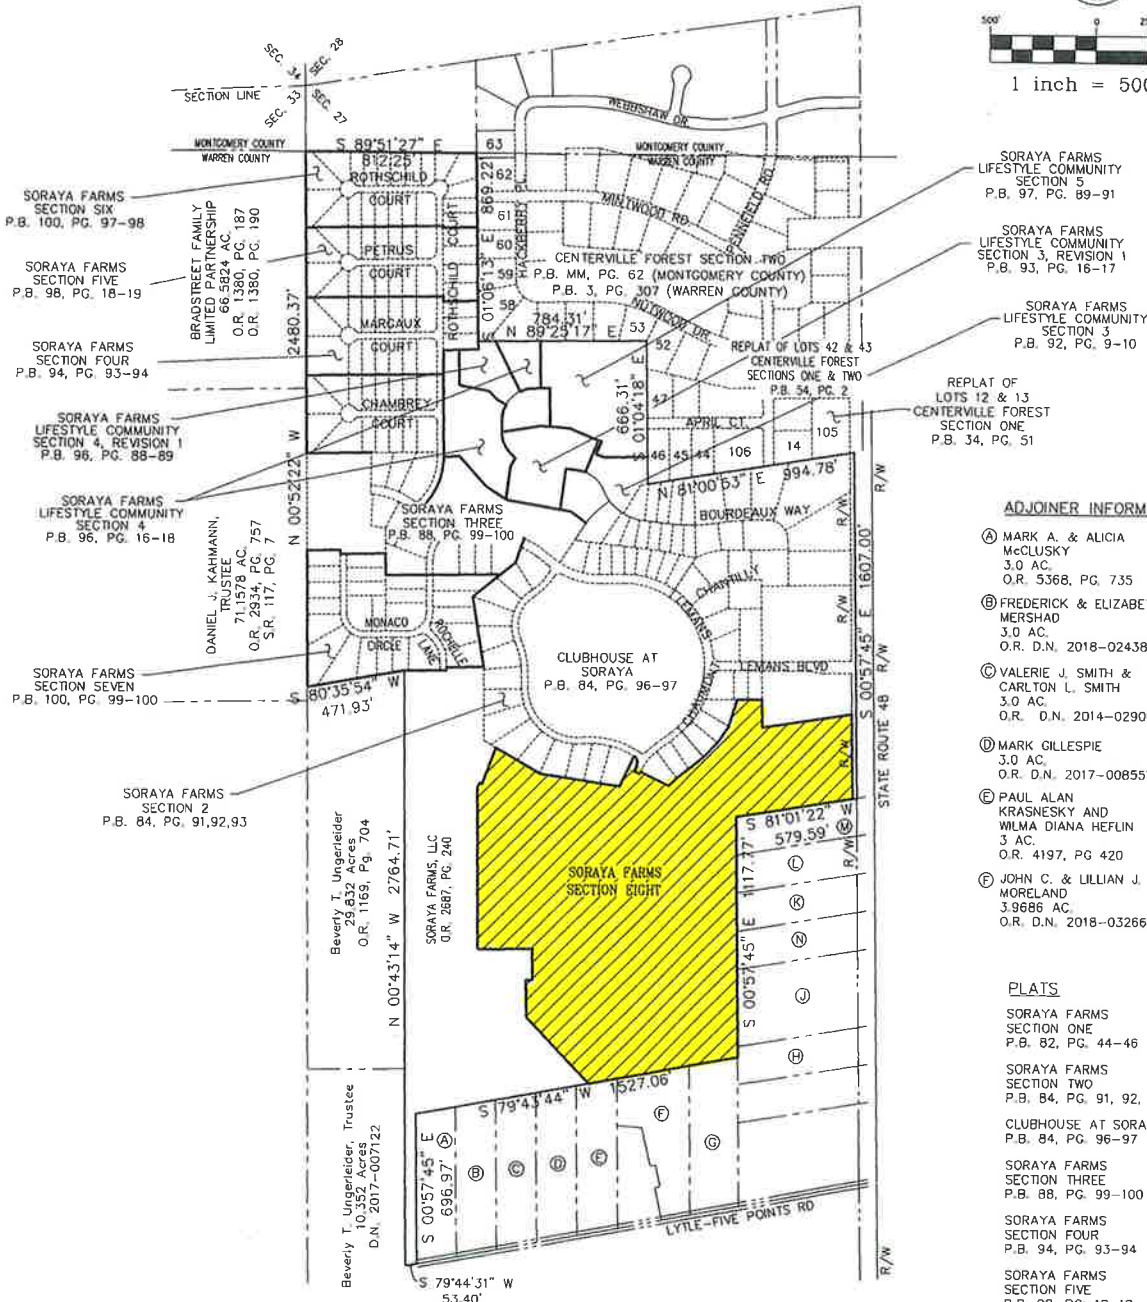 500'
0
1 inch = 500
SEC. 34
SEC. 28
SECTION LINE
SEC. 33
SEC. 27
MONTGOMERY COUNTY
WARREN COUNTY
S 89°51'27" E
812.25'
63
WEBBSHAW DR.
MONTGOMERY COUNTY
WARREN COUNTY
SORAYA FARMS
SECTION SIX
P.B. 100, PG. 97-98
SORAYA FARMS
SECTION FIVE
P.B. 98, PG. 18-19
SORAYA FARMS
SECTION FOUR
P.B. 94, PG. 93-94
SORAYA FARMS
LIFESTYLE COMMUNITY
SECTION 4, REVISION 1
P.B. 96, PG. 88-89
SORAYA FARMS
LIFESTYLE COMMUNITY
SECTION 4
P.B. 96, PG. 16-18
SORAYA FARMS
SECTION SEVEN
P.B. 100, PG. 99-100
SORAYA FARMS
SECTION 2
P.B. 84, PG. 91,92,93
BRADSTREET FAMILY
LIMITED PARTNERSHIP
66.5824 AC.
O.R. 1380, PG. 187
O.R. 1380, PG. 190
2480.37'
N 00°52'22" W
DANIEL J. KAHMANN,
TRUSTEE
71.1578 AC.
O.R. 2934, PG. 757
S.R. 117, PG. 7
ROTHSCHILD
COURT
PETRUS
COURT
MARGAUX
COURT
CHAMBREY
COURT
ROTHSCHILD COURT
S 01°06'13" E 869.22'
62
61
60
59
58
HACKBERRY
MINTWOOD RD
PENNFIELD RD.
CENTERVILLE FOREST SECTION TWO
P.B. MM, PG. 62 (MONTGOMERY COUNTY)
P.B. 3, PG. 307 (WARREN COUNTY)
784.31'
N 89°25'17" E
53
NUTWOOD DR.
52
REPLAT OF LOTS 42 & 43
CENTERVILLE FOREST
SECTIONS ONE & TWO
P.B. 54, PG. 2
47
666.31'
S 01°04'18" E
APRIL CT.
46
45
44
106
14
105
N 81°00'53" E 994.78'
BOURDEAUX WAY
SORAYA FARMS
SECTION THREE
P.B. 88, PG. 99-100
CHANTILLY
LEMANS
LEMANS BLVD
CHAUMONT
MONACO
CIRCLE
ROCHELLE
LANE
CLUBHOUSE AT
SORAYA
P.B. 84, PG. 96-97
S 80°35'54" W
471.93'
SORAYA FARMS
LIFESTYLE COMMUNITY
SECTION 5
P.B. 97, PG. 89-91
SORAYA FARMS
LIFESTYLE COMMUNITY
SECTION 3, REVISION 1
P.B. 93, PG. 16-17
SORAYA FARMS
LIFESTYLE COMMUNITY
SECTION 3
P.B. 92, PG. 9-10
REPLAT OF
LOTS 12 & 13
CENTERVILLE FOREST
SECTION ONE
P.B. 34, PG. 51
R/W
R/W
S 00°57'45" E 1607.00'
R/W
R/W
STATE ROUTE 48
R/W
R/W
R/W
S 81°01'22" W
579.59'
M
L
K
N
J
H
S 00°57'45" E 1117.77'
SORAYA FARMS
SECTION EIGHT
Beverly T. Ungerleider
29.832 Acres
O.R. 1169, Pg. 704
N 00°43'14" W 2764.71'
SORAYA FARMS, LLC
O.R. 2687, PG. 240
S 79°43'44" W 1527.06'
Beverly T. Ungerleider, Trustee
10.352 Acres
D.N. 2017-007122
S 00°57'45" E
696.97'
A
B
C
D
E
F
G
LYTLE-FIVE POINTS RD
S 79°44'31" W
53.40'
R/W
ADJOINER INFORM
A MARK A. & ALICIA
McCLUSKY
3.0 AC.
O.R. 5368, PG. 735
B FREDERICK & ELIZABE
MERSHAD
3.0 AC.
O.R. D.N. 2018-02438
C VALERIE J. SMITH &
CARLTON L. SMITH
3.0 AC.
O.R. D.N. 2014-0290
D MARK GILLESPIE
3.0 AC.
O.R. D.N. 2017-00855
E PAUL ALAN
KRASNESKY AND
WILMA DIANA HEFLIN
3 AC.
O.R. 4197, PG 420
F JOHN C. & LILLIAN J.
MORELAND
3.9686 AC.
O.R. D.N. 2018-03266
PLATS
SORAYA FARMS
SECTION ONE
P.B. 82, PG. 44-46
SORAYA FARMS
SECTION TWO
P.B. 84, PG. 91, 92,
CLUBHOUSE AT SORA
P.B. 84, PG. 96-97
SORAYA FARMS
SECTION THREE
P.B. 88, PG. 99-100
SORAYA FARMS
SECTION FOUR
P.B. 94, PG. 93-94
SORAYA FARMS
SECTION FIVE